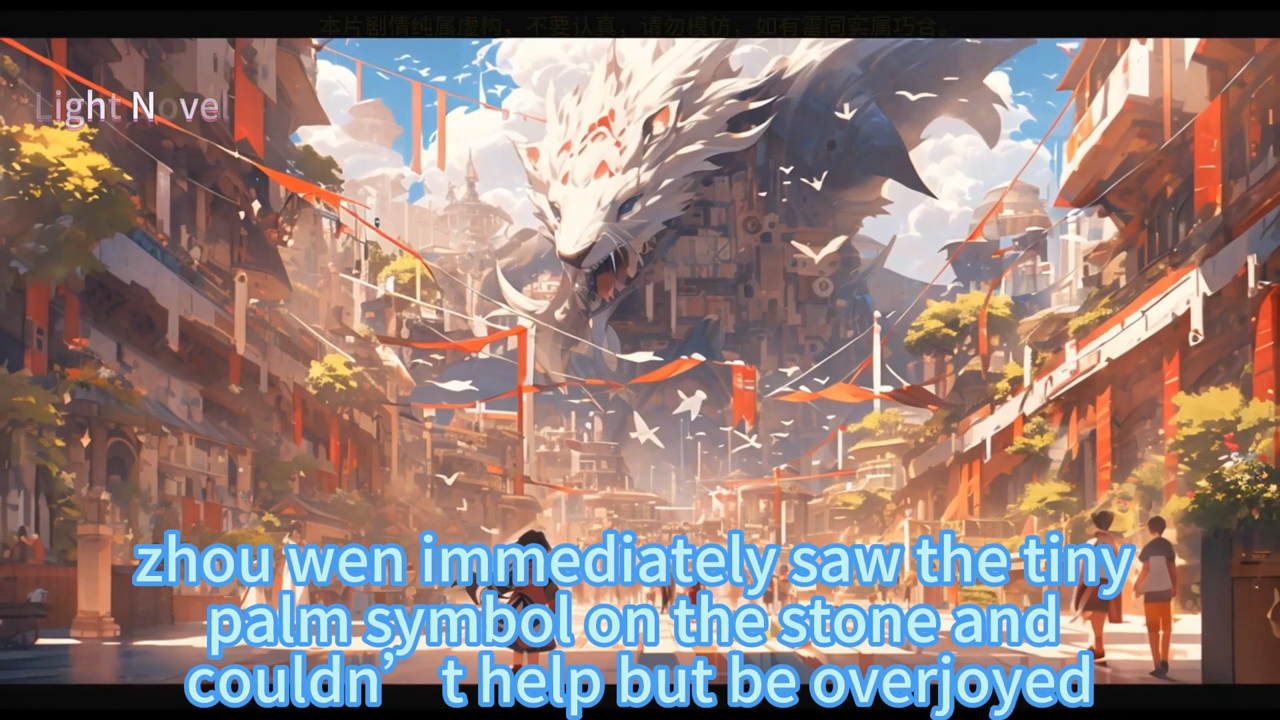 本片剧情纯属虚构，不要认真，请勿模仿，如有雷同实属巧合。
Light Novel
zhou wen immediately saw the tiny
palm symbol on the stone and
couldn’ t help but be overjoyed